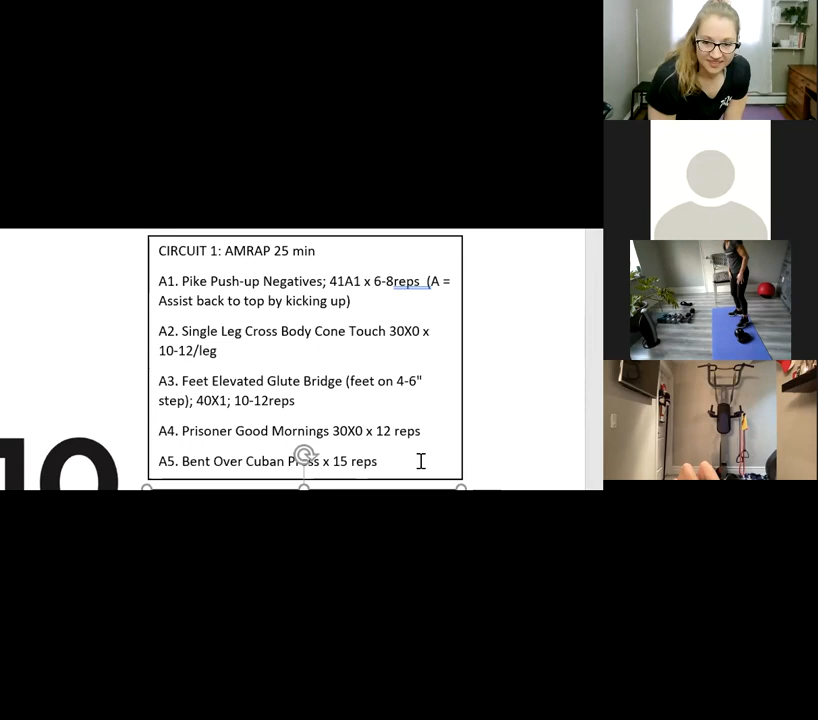 CIRCUIT 1: AMRAP 25 min
A1. Pike Push-up Negatives; 41A1 x 6-8reps (A =
Assist back to top by kicking up)
A2. Single Leg Cross Body Cone Touch 30X0 x
10-12/leg
A3. Feet Elevated Glute Bridge (feet on 4-6"
step); 40X1; 10-12reps
A4. Prisoner Good Mornings 30X0 x 12 reps
A5. Bent Over Cuban Press x 15 reps
10